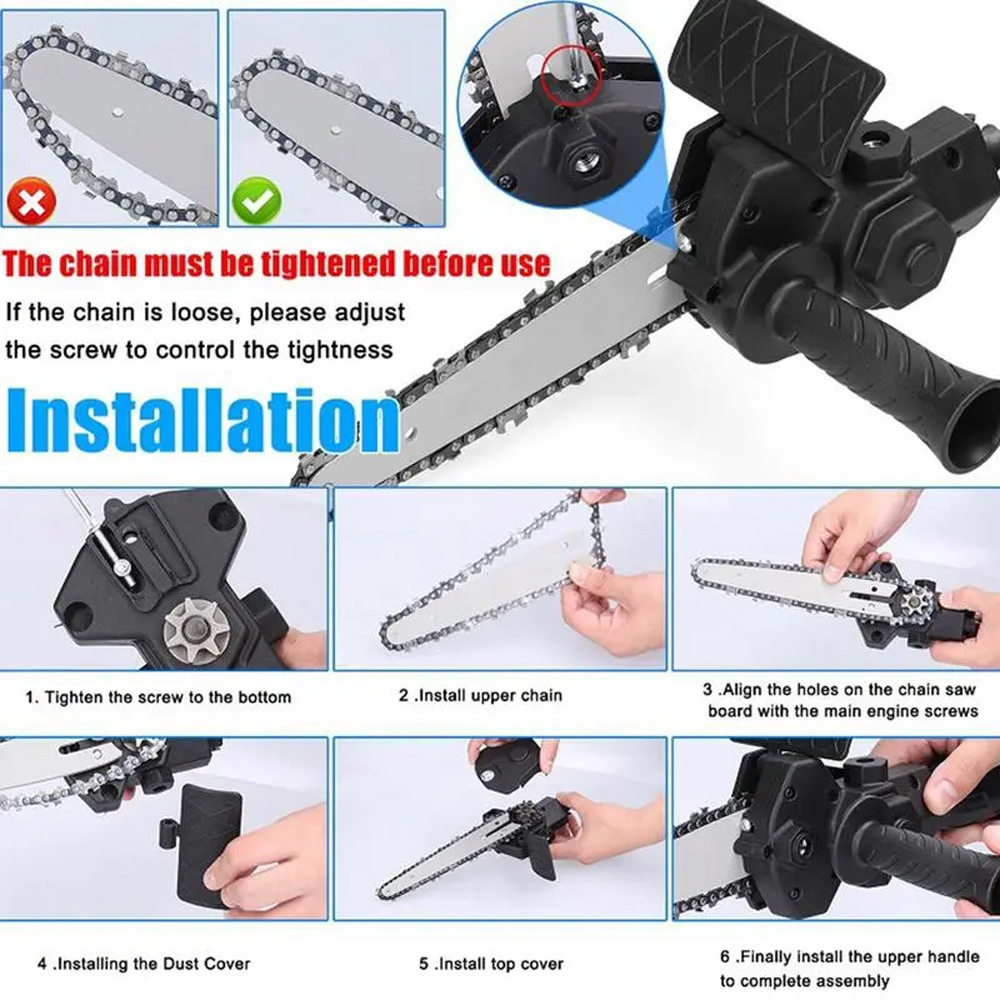 The chain must be tightened before use
If the chain is loose, please adjust
the screw to control the tightness
Installation
1. Tighten the screw to the bottom
2 .Install upper chain
3 .Align the holes on the chain saw
board with the main engine screws
4 .Installing the Dust Cover
5 .Install top cover
6 .Finally install the upper handle
to complete assembly